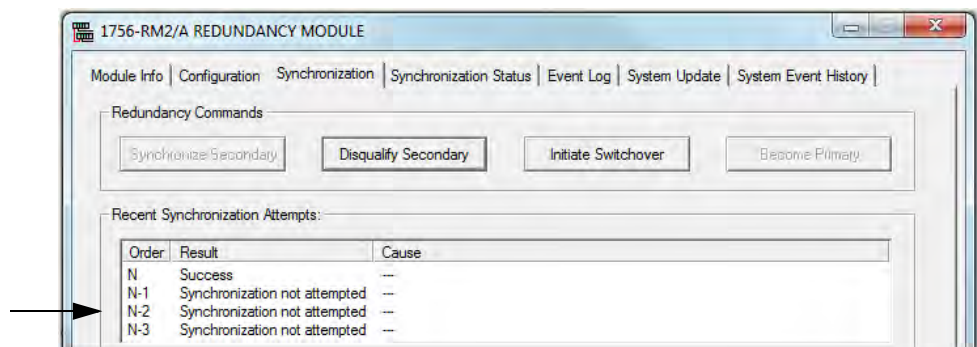 1756-RM2/A REDUNDANCY MODULE
Module Info Configuration Synchronization Synchronization Status Event Log System Update System Event History
Redundancy Commands
Synchronize Secondary Disqualify Secondary Initiate Switchover Become Primary
Recent Synchronization Attempts:
Order Result Cause
N Success ---
N-1 Synchronization not attempted ---
N-2 Synchronization not attempted ---
N-3 Synchronization not attempted ---